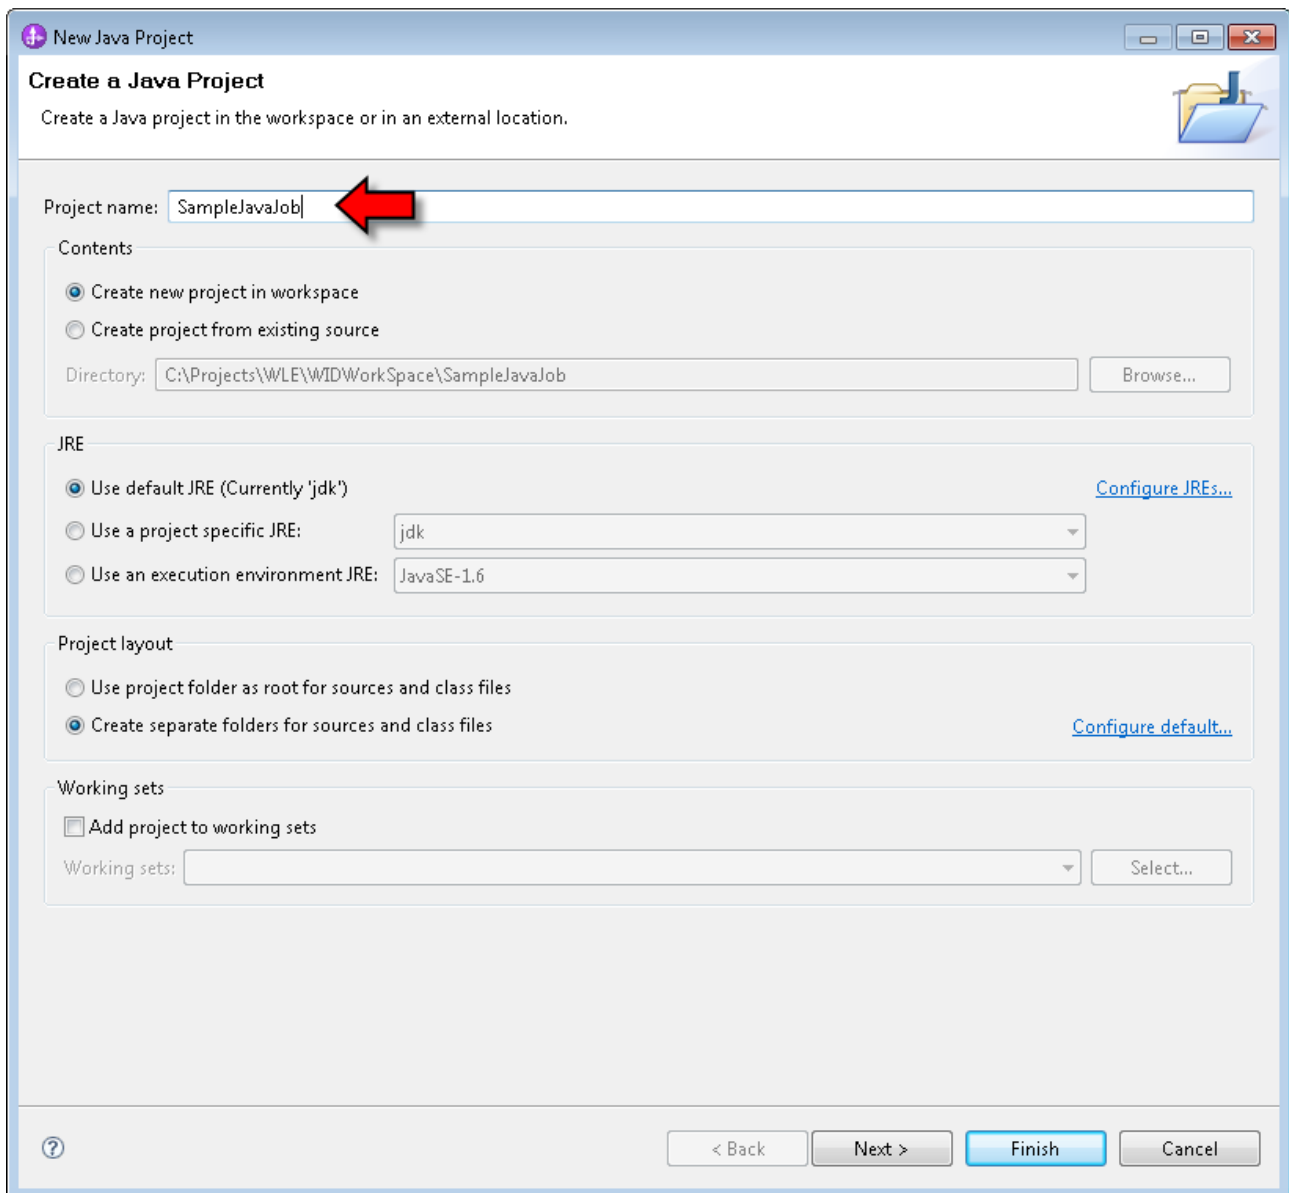 New Java Project
Create a Java Project
Create a Java project in the workspace or in an external location.
Project name: SampleJavaJob
Contents
Create new project in workspace
Create project from existing source
Directory: C:\Projects\WLE\WIDWorkSpace\SampleJavaJob Browse...
JRE
Use default JRE (Currently 'jdk') Configure JREs...
Use a project specific JRE: jdk
Use an execution environment JRE: JavaSE-1.6
Project layout
Use project folder as root for sources and class files
Create separate folders for sources and class files Configure default...
Working sets
Add project to working sets
Working sets: Select...
? < Back Next > Finish Cancel